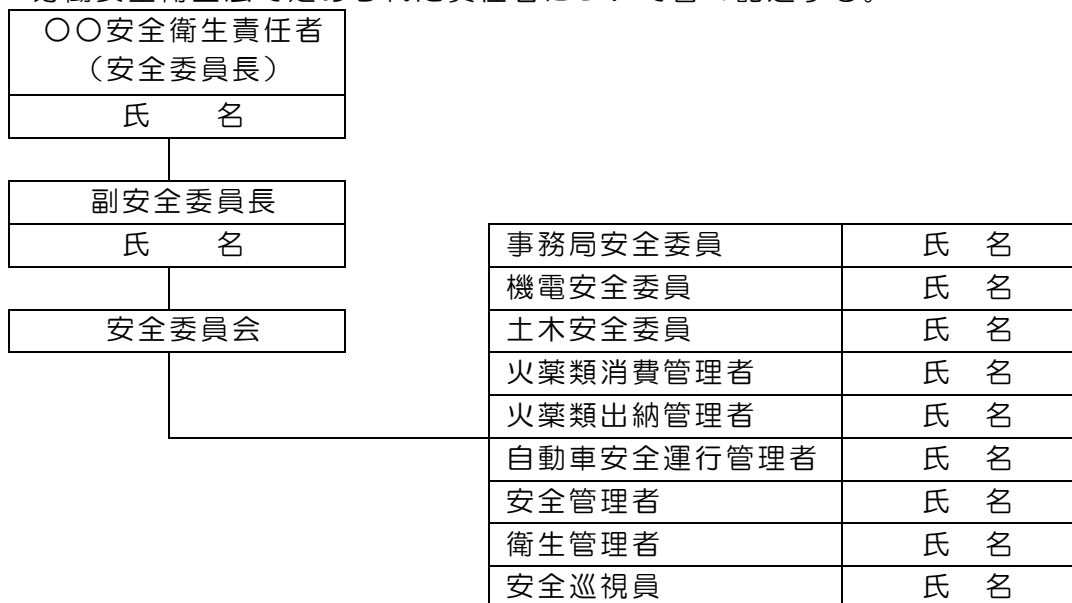 〇〇安全衛生責任者
（安全委員長）
氏　名
副安全委員長
氏　名
安全委員会
事務局安全委員　氏　名
機電安全委員　氏　名
土木安全委員　氏　名
火薬類消費管理者　氏　名
火薬類出納管理者　氏　名
自動車安全運行管理者　氏　名
安全管理者　氏　名
衛生管理者　氏　名
安全巡視員　氏　名